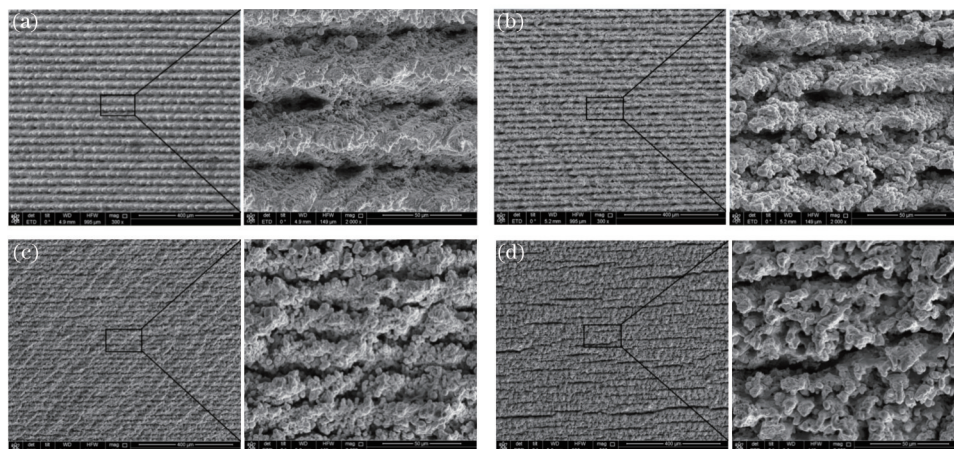 (a)
(b)
det tilt WD HFW mag
400 μm
ETD 0° 4.9 mm 300 x
det tilt WD HFW mag
50 μm
ETD 0° 4.9 mm 149 μm 2 000 x
det tilt WD HFW mag
400 μm
ETD 0° 5.2 mm 300 x
det tilt WD HFW mag
50 μm
ETD 0° 5.2 mm 149 μm 2 000 x
(c)
(d)
det tilt WD HFW mag
400 μm
det tilt WD HFW mag
50 μm
det tilt WD HFW mag
400 μm
det tilt WD HFW mag
50 μm